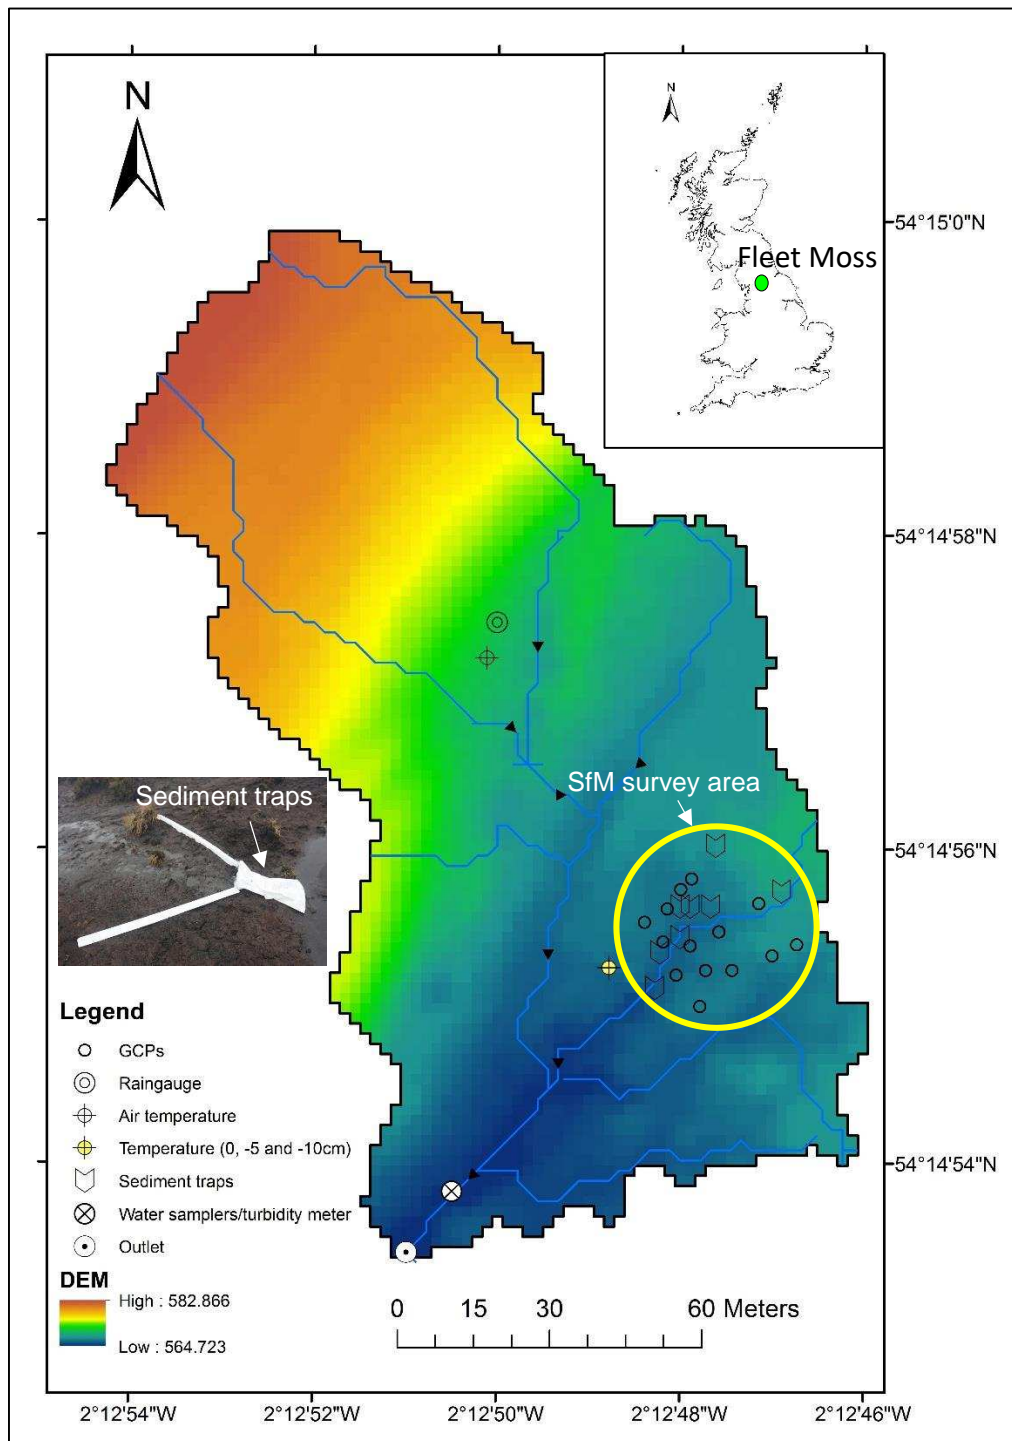 N
N
Fleet Moss
54°15'0"N
54°14'58"N
SfM survey area
Sediment traps
54°14'56"N
Legend
GCPs
Raingauge
Air temperature
Temperature (0, -5 and -10cm)
Sediment traps
Water samplers/turbidity meter
Outlet
54°14'54"N
DEM
High : 582.866
Low : 564.723
0 15 30 60 Meters
2°12'54"W 2°12'52"W 2°12'50"W 2°12'48"W 2°12'46"W